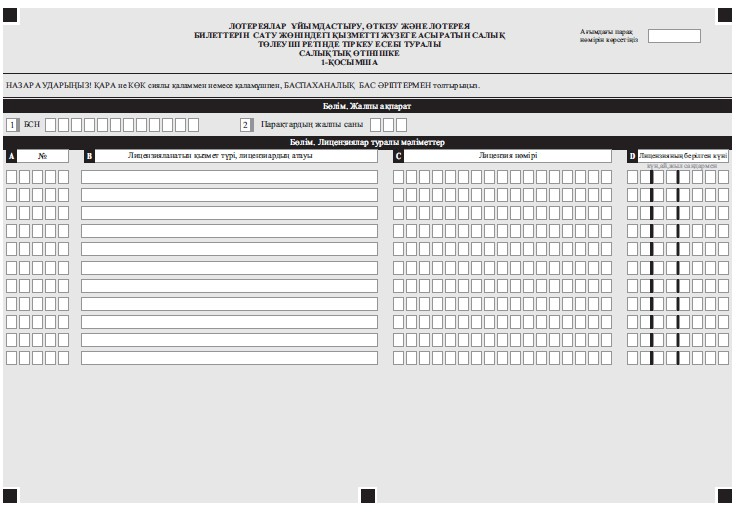 ЛОТЕРЕЯЛАР ҰЙЫМДАСТЫРУ, ӨТКІЗУ ЖӘНЕ ЛОТЕРЕЯ
БИЛЕТТЕРІН САТУ ЖӨНІНДЕГІ ҚЫЗМЕТТІ ЖҮЗЕГЕ АСЫРАТЫН САЛЫҚ
ТӨЛЕУШІ РЕТІНДЕ ТІРКЕУ ЕСЕБІ ТУРАЛЫ
САЛЫҚТЫҚ ӨТІНІШКЕ
1-ҚОСЫМША
Ағымдағы парақ
нөмірін көрсетіңіз
НАЗАР АУДАРЫҢЫЗ! ҚАРА не КӨК сиялы қаламмен немесе қаламұшпен, БАСПАХАНАЛЫҚ БАС ӘРІПТЕРМЕН толтырыңыз.
Бөлім. Жалпы ақпарат
1 БСН 2 Парақтардың жалпы саны
Бөлім. Лицензиялар туралы мәліметтер
A № B Лицензияланатын қызмет түрі, лицензиардың атауы C Лицензия нөмірі D Лицензияның берілген күні
күн,ай,жыл сандармен